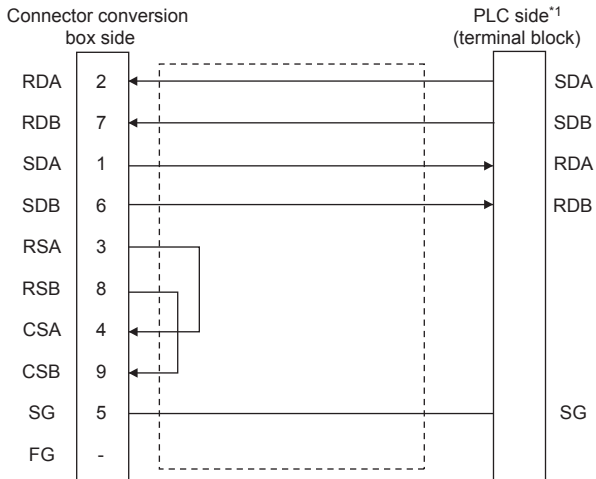 Connector conversion
box side
PLC side*1
(terminal block)
RDA 2 SDA
RDB 7 SDB
SDA 1 RDA
SDB 6 RDB
RSA 3
RSB 8
CSA 4
CSB 9
SG 5 SG
FG -